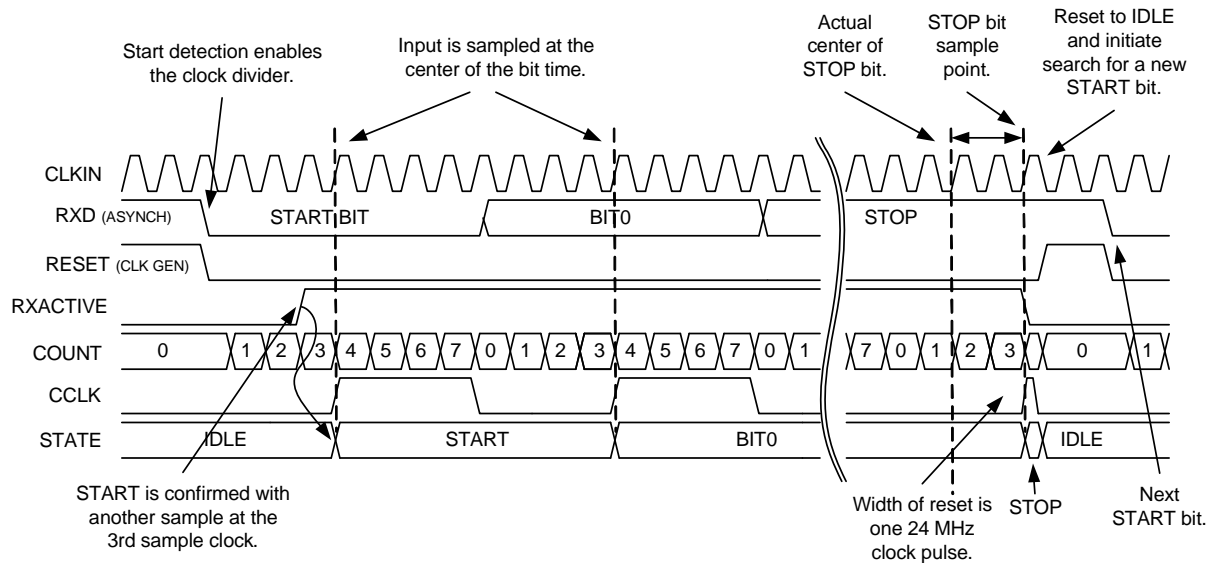 Start detection enables
the clock divider.
Input is sampled at the
center of the bit time.
Actual
center of
STOP bit.
STOP bit
sample
point.
Reset to IDLE
and initiate
search for a new
START bit.
CLKIN
RXD (ASYNCH) START BIT BIT0 STOP
RESET (CLK GEN)
RXACTIVE
COUNT 0 1 2 3 4 5 6 7 0 1 2 3 4 5 6 7 0 1 7 0 1 2 3 0 1
CCLK
STATE IDLE START BIT0 IDLE
START is confirmed with
another sample at the
3rd sample clock.
Width of reset is
one 24 MHz
clock pulse.
STOP
Next
START bit.